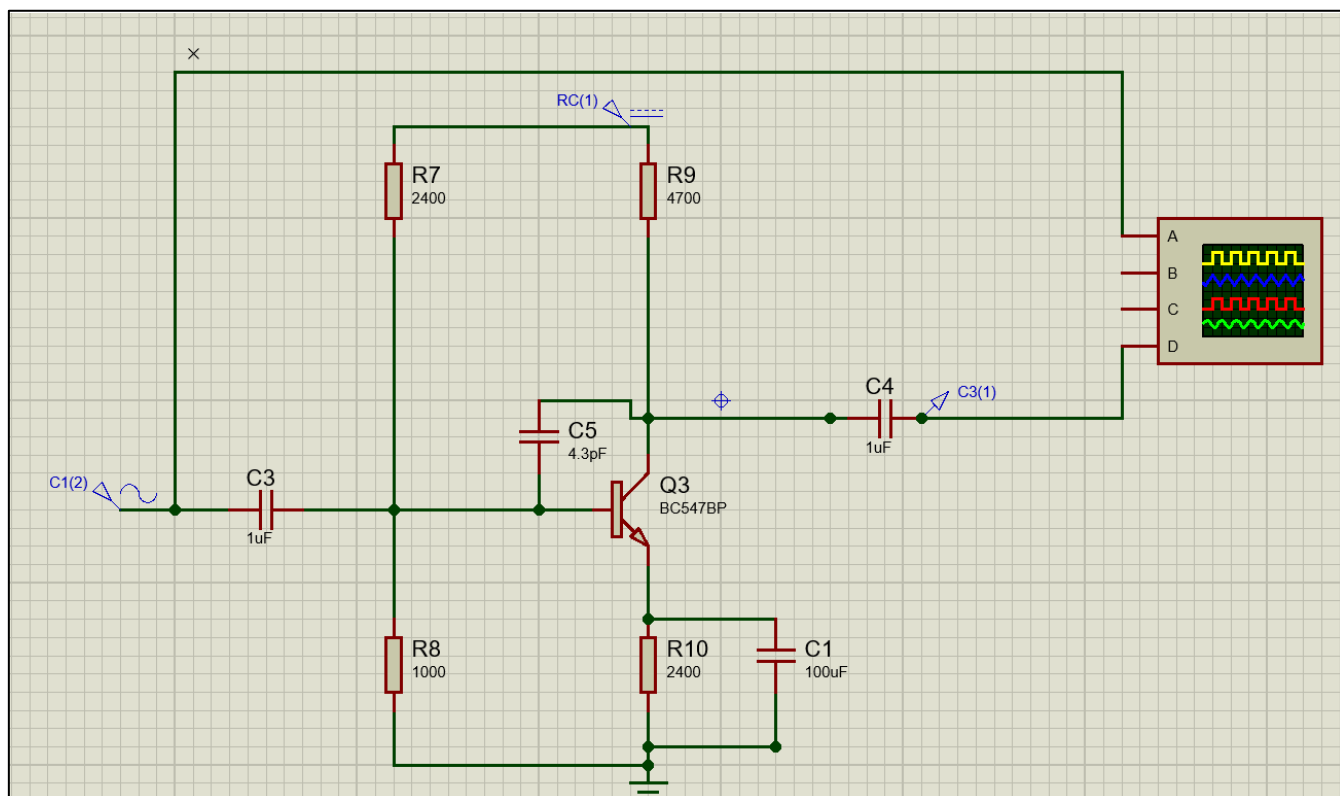 RC(1)
R7
2400
R9
4700
A
B
C
D
C4
1uF
C3(1)
C5
4.3pF
C1(2)
C3
1uF
Q3
BC547BP
R8
1000
R10
2400
C1
100uF